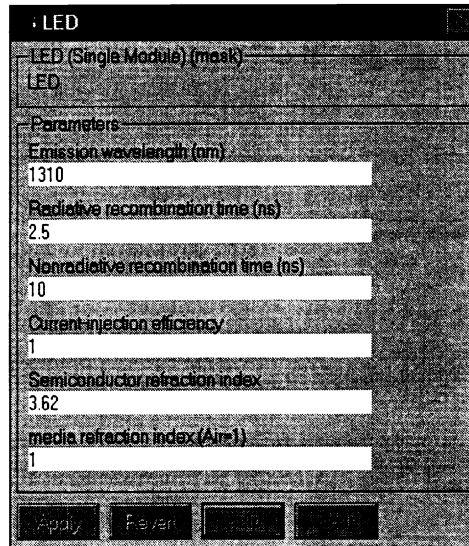 LED
LED (Single Module) (mask)
LED
Parameters
Emission wavelength (nm)
1310
Radiative recombination time (ns)
2.5
Nonradiative recombination time (ns)
10
Current-injection efficiency
1
Semiconductor refraction index
3.62
media refraction index (Air=1)
1
Apply Revert